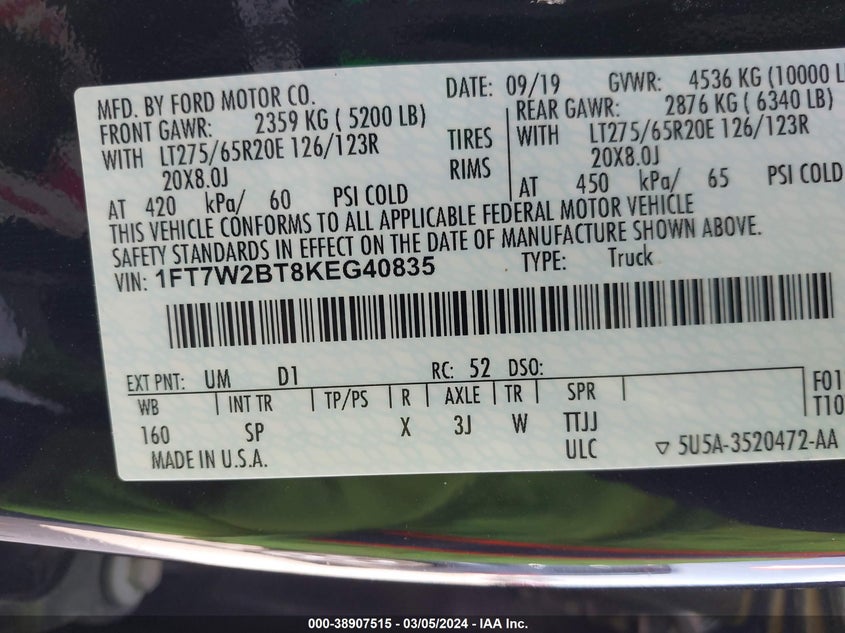 MFD. BY FORD MOTOR CO.
DATE: 09/19
GVWR: 4536 KG (10000 L
FRONT GAWR: 2359 KG ( 5200 LB)
REAR GAWR: 2876 KG ( 6340 LB)
WITH LT275/65R20E 126/123R
TIRES
WITH LT275/65R20E 126/123R
20X8.0J
RIMS
20X8.0J
AT 420 kPa/ 60 PSI COLD
AT 450 kPa/ 65 PSI COLD
THIS VEHICLE CONFORMS TO ALL APPLICABLE FEDERAL MOTOR VEHICLE
SAFETY STANDARDS IN EFFECT ON THE DATE OF MANUFACTURE SHOWN ABOVE.
VIN: 1FT7W2BT8KEG40835
TYPE: Truck
EXT PNT: UM D1
RC: 52 DSO:
WB INT TR TP/PS R AXLE TR SPR
F01
T10
160 SP X 3J W TTJJ
ULC
MADE IN U.S.A.
▽ 5U5A-3520472-AA
000-38907515 - 03/05/2024 - IAA Inc.